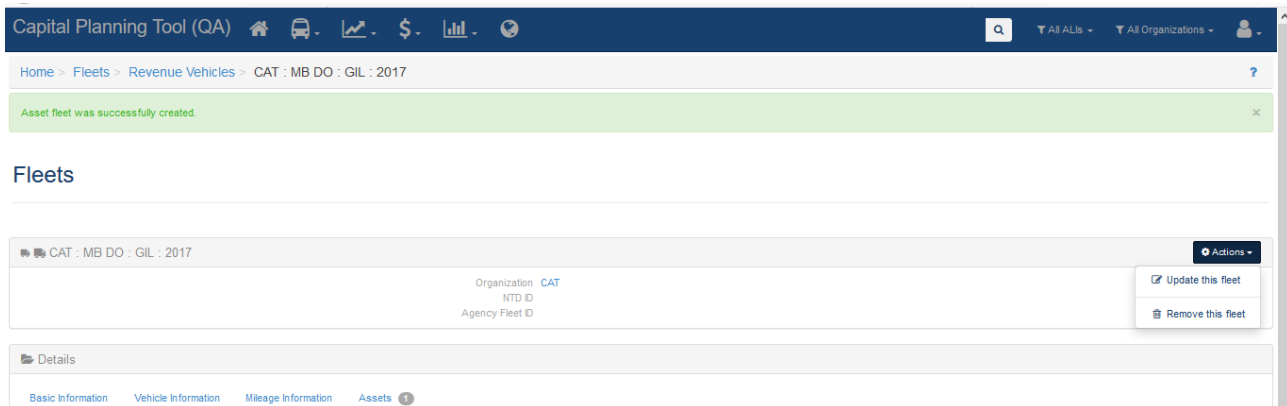 Capital Planning Tool (QA) $ All ALIs All Organizations
Home > Fleets > Revenue Vehicles > CAT : MB DO : GIL : 2017 ?
Asset fleet was successfully created. ×
Fleets
CAT : MB DO : GIL : 2017 Actions
Organization CAT
Update this fleet
NTD ID
Agency Fleet ID
Remove this fleet
Details
Basic Information Vehicle Information Mileage Information Assets 1